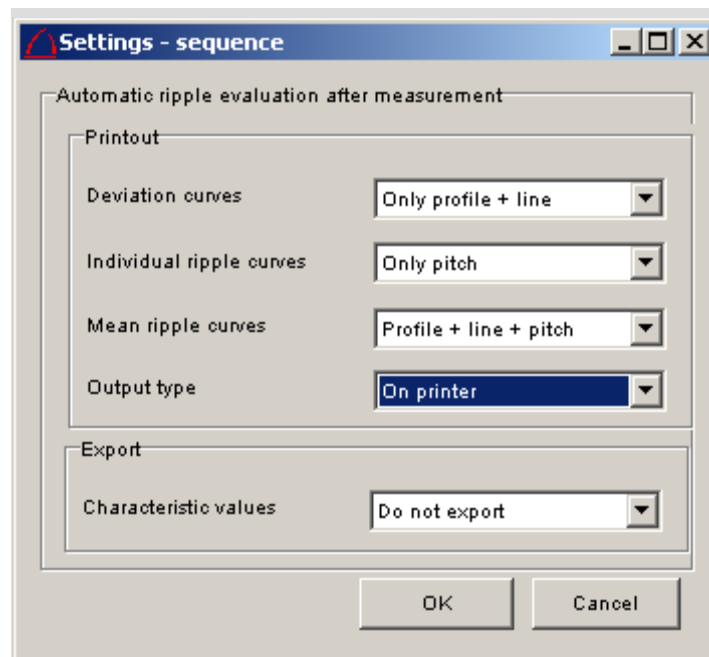 Settings - sequence
Automatic ripple evaluation after measurement
Printout
Deviation curves
Only profile + line
Individual ripple curves
Only pitch
Mean ripple curves
Profile + line + pitch
Output type
On printer
Export
Characteristic values
Do not export
OK
Cancel